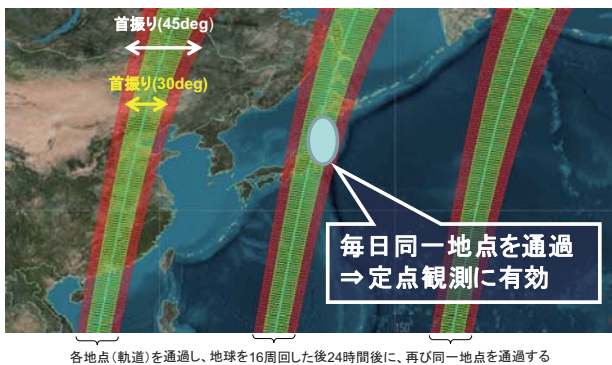 首振り(45deg)
首振り(30deg)
毎日同一地点を通過
⇒定点観測に有効
150°
各地点(軌道)を通過し、地球を16周回した後24時間後に、再び同一地点を通過する